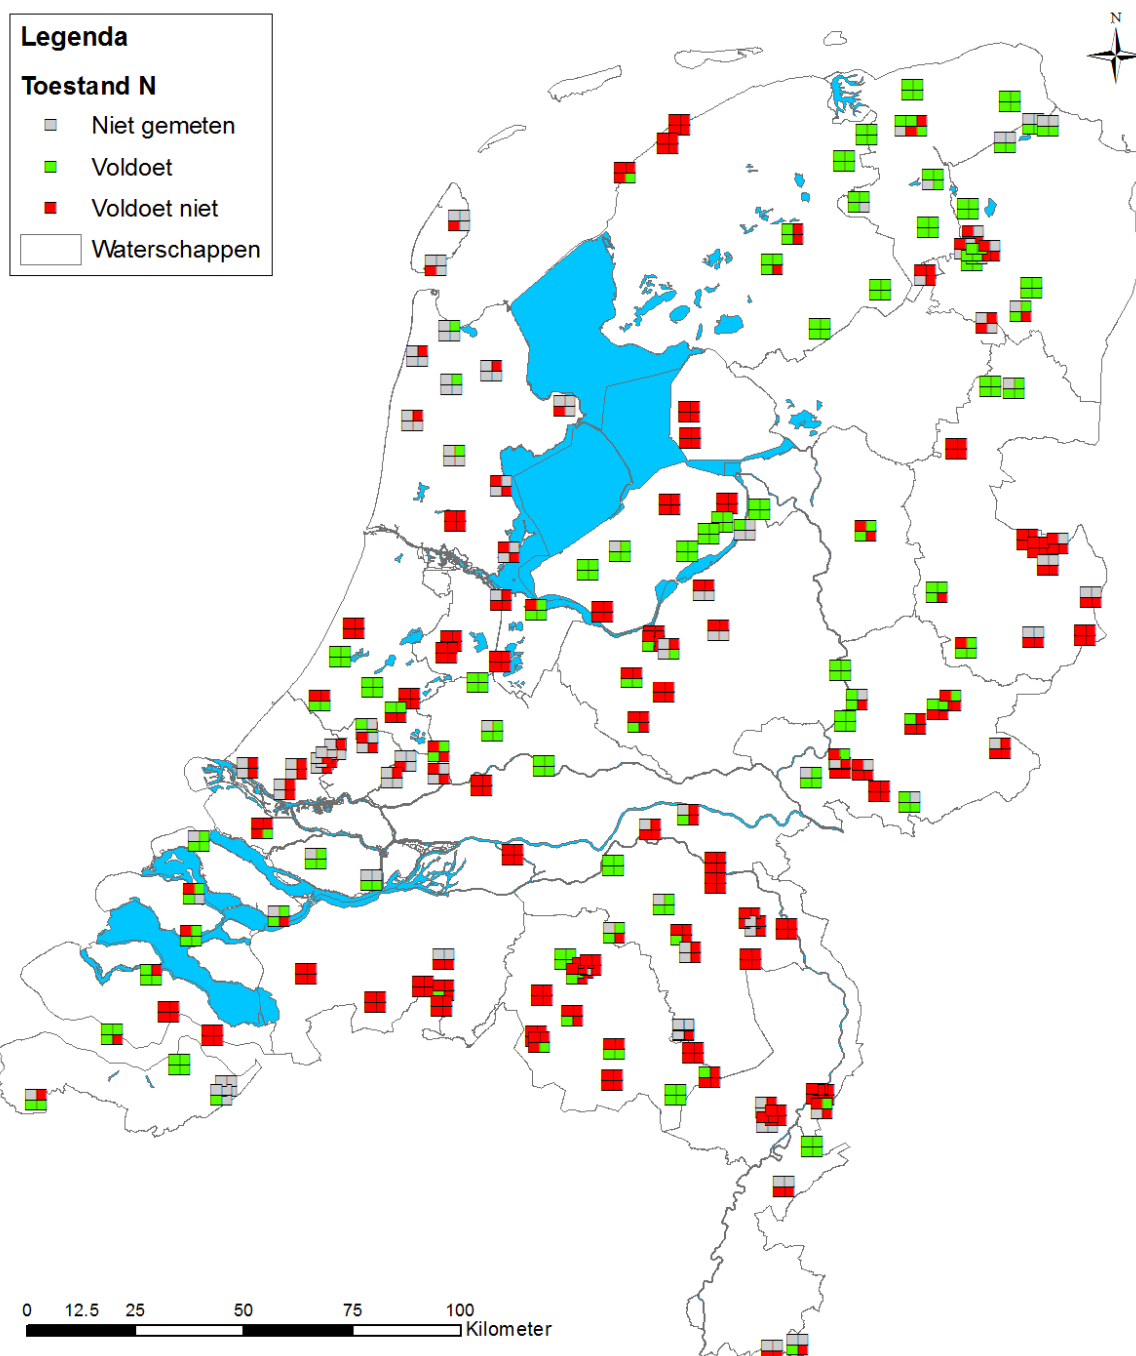 Legenda
N
Toestand N
Niet gemeten
Voldoet
Voldoet niet
Waterschappen
0 12.5 25 50 75 100
Kilometer